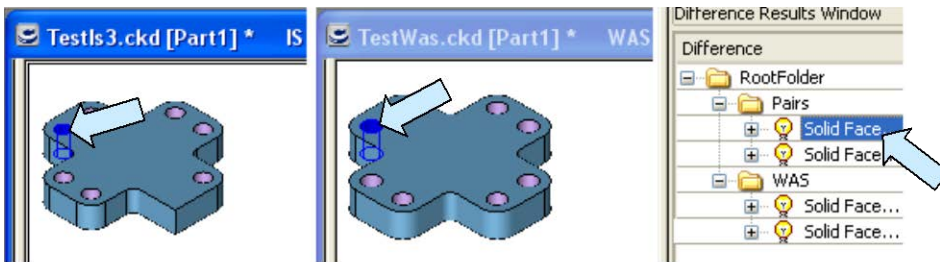 TestIs3.ckd [Part1] * IS
TestWas.ckd [Part1] * WAS
Difference Results Window
Difference
RootFolder
Pairs
Solid Face...
Solid Face...
WAS
Solid Face...
Solid Face...